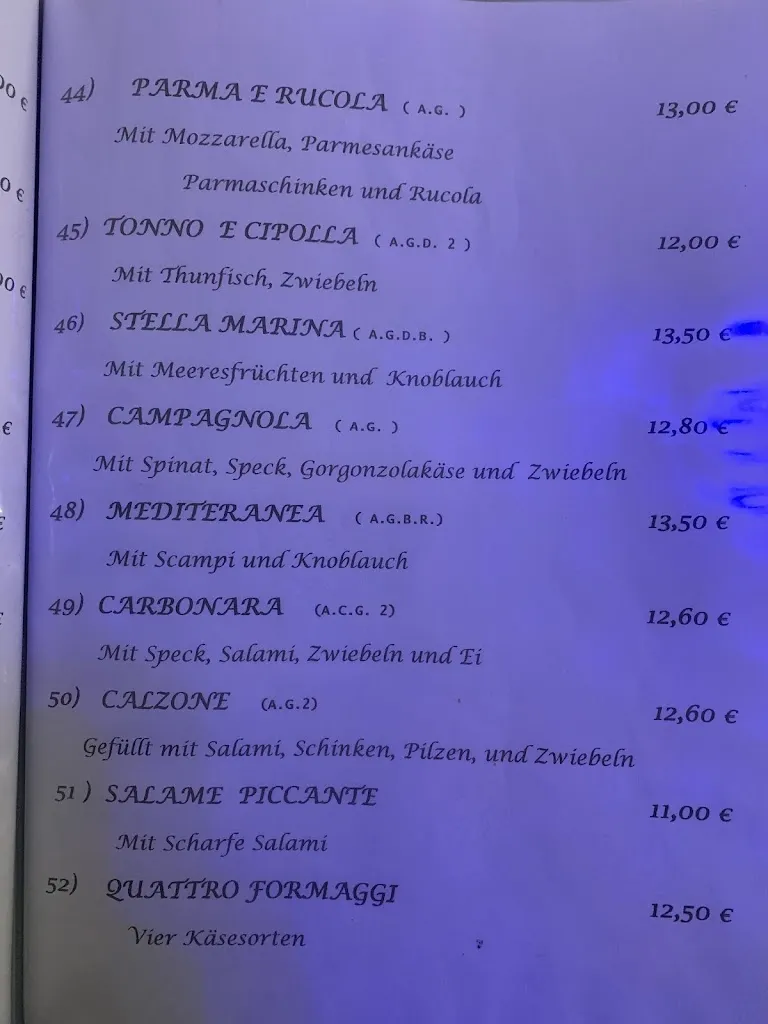 44) PARMA E RUCOLA ( A.G. ) 13,00 €
Mit Mozzarella, Parmesankäse
Parmaschinken und Rucola
45) TONNO E CIPOLLA ( A.G.D. 2 ) 12,00 €
Mit Thunfisch, Zwiebeln
46) STELLA MARINA ( A.G.D.B. ) 13,50 €
Mit Meeresfrüchten und Knoblauch
47) CAMPAGNOLA ( A.G. ) 12,80 €
Mit Spinat, Speck, Gorgonzolakäse und Zwiebeln
48) MEDITERANEA ( A.G.B.R.) 13,50 €
Mit Scampi und Knoblauch
49) CARBONARA (A.C.G. 2) 12,60 €
Mit Speck, Salami, Zwiebeln und Ei
50) CALZONE (A.G.2) 12,60 €
Gefüllt mit Salami, Schinken, Pilzen, und Zwiebeln
51 ) SALAME PICCANTE 11,00 €
Mit Scharfe Salami
52) QUATTRO FORMAGGI 12,50 €
Vier Käsesorten